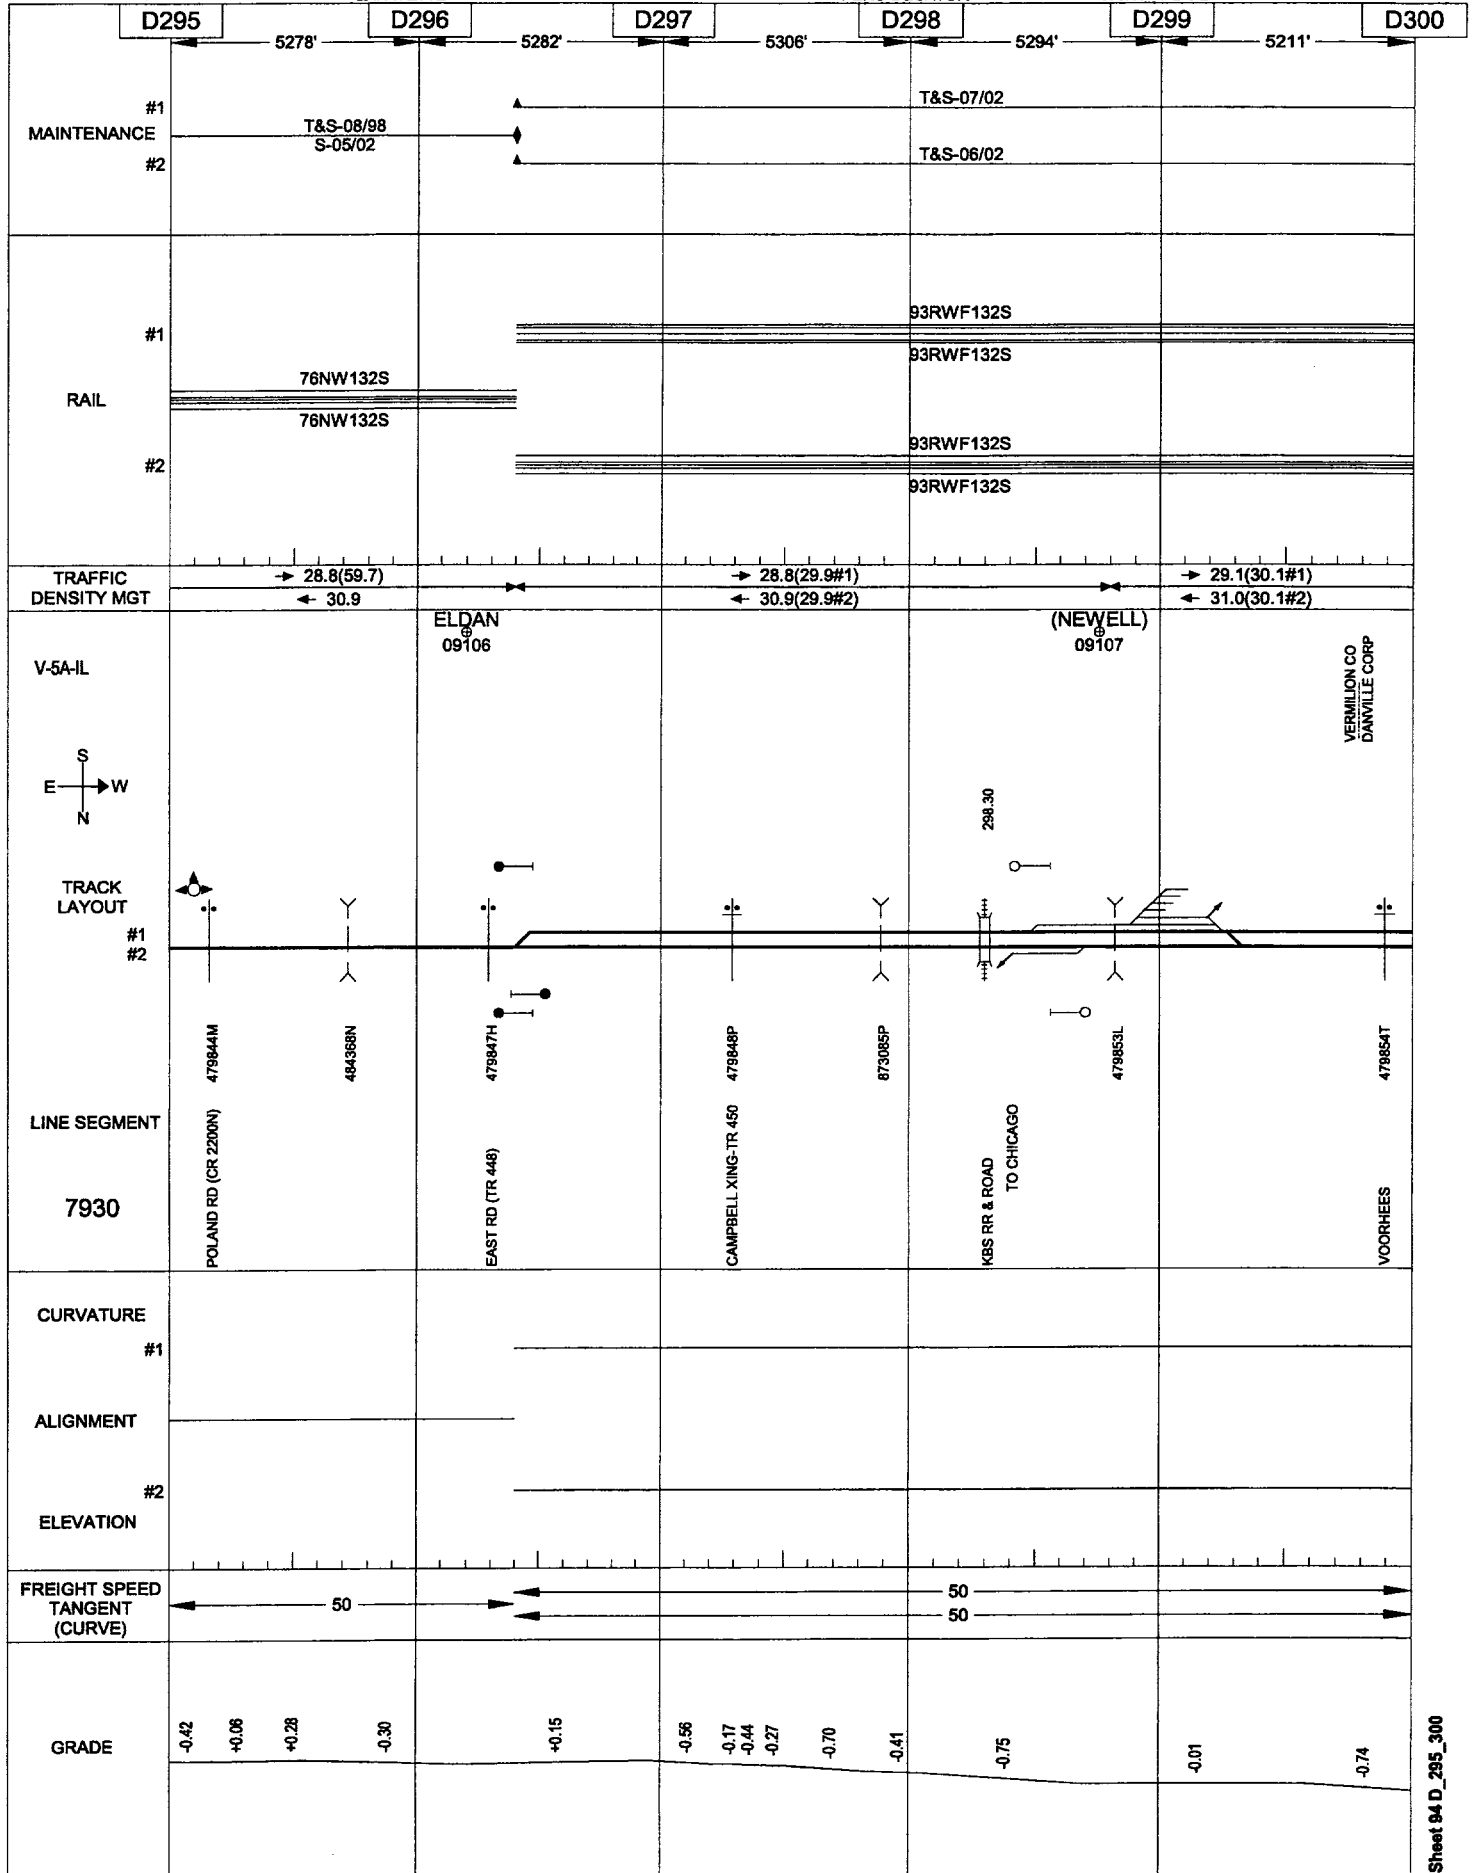 D295 D296 D297 D298 D299 D300
5278' 5282' 5306' 5294' 5211'
#1 T&S-07/02
MAINTENANCE T&S-08/98
S-05/02
#2 T&S-06/02
93RWF132S
#1
93RWF132S
76NW132S
RAIL
76NW132S
93RWF132S
#2
93RWF132S
TRAFFIC → 28.8(59.7) → 28.8(29.9#1) → 29.1(30.1#1)
DENSITY MGT ← 30.9 ← 30.9(29.9#2) ← 31.0(30.1#2)
ELDAN (NEWELL)
09106 09107
V-5A-IL
VERMILION CO
DANVILLE CORP
S
E W
N
298.30
TRACK
LAYOUT
#1
#2
479844M 484368N 479847H 479848P 873085P 479853L 479854T
LINE SEGMENT
7930
POLAND RD (CR 2200N)
EAST RD (TR 448)
CAMPBELL XING-TR 450
KBS RR & ROAD
TO CHICAGO
VOORHEES
CURVATURE
#1
ALIGNMENT
#2
ELEVATION
FREIGHT SPEED
TANGENT
(CURVE)
50
50
50
GRADE
-0.42 +0.06 +0.28 -0.30 +0.15 -0.56 -0.17 -0.44 -0.27 -0.70 -0.41 -0.75 -0.01 -0.74
Sheet 94 D_295_300